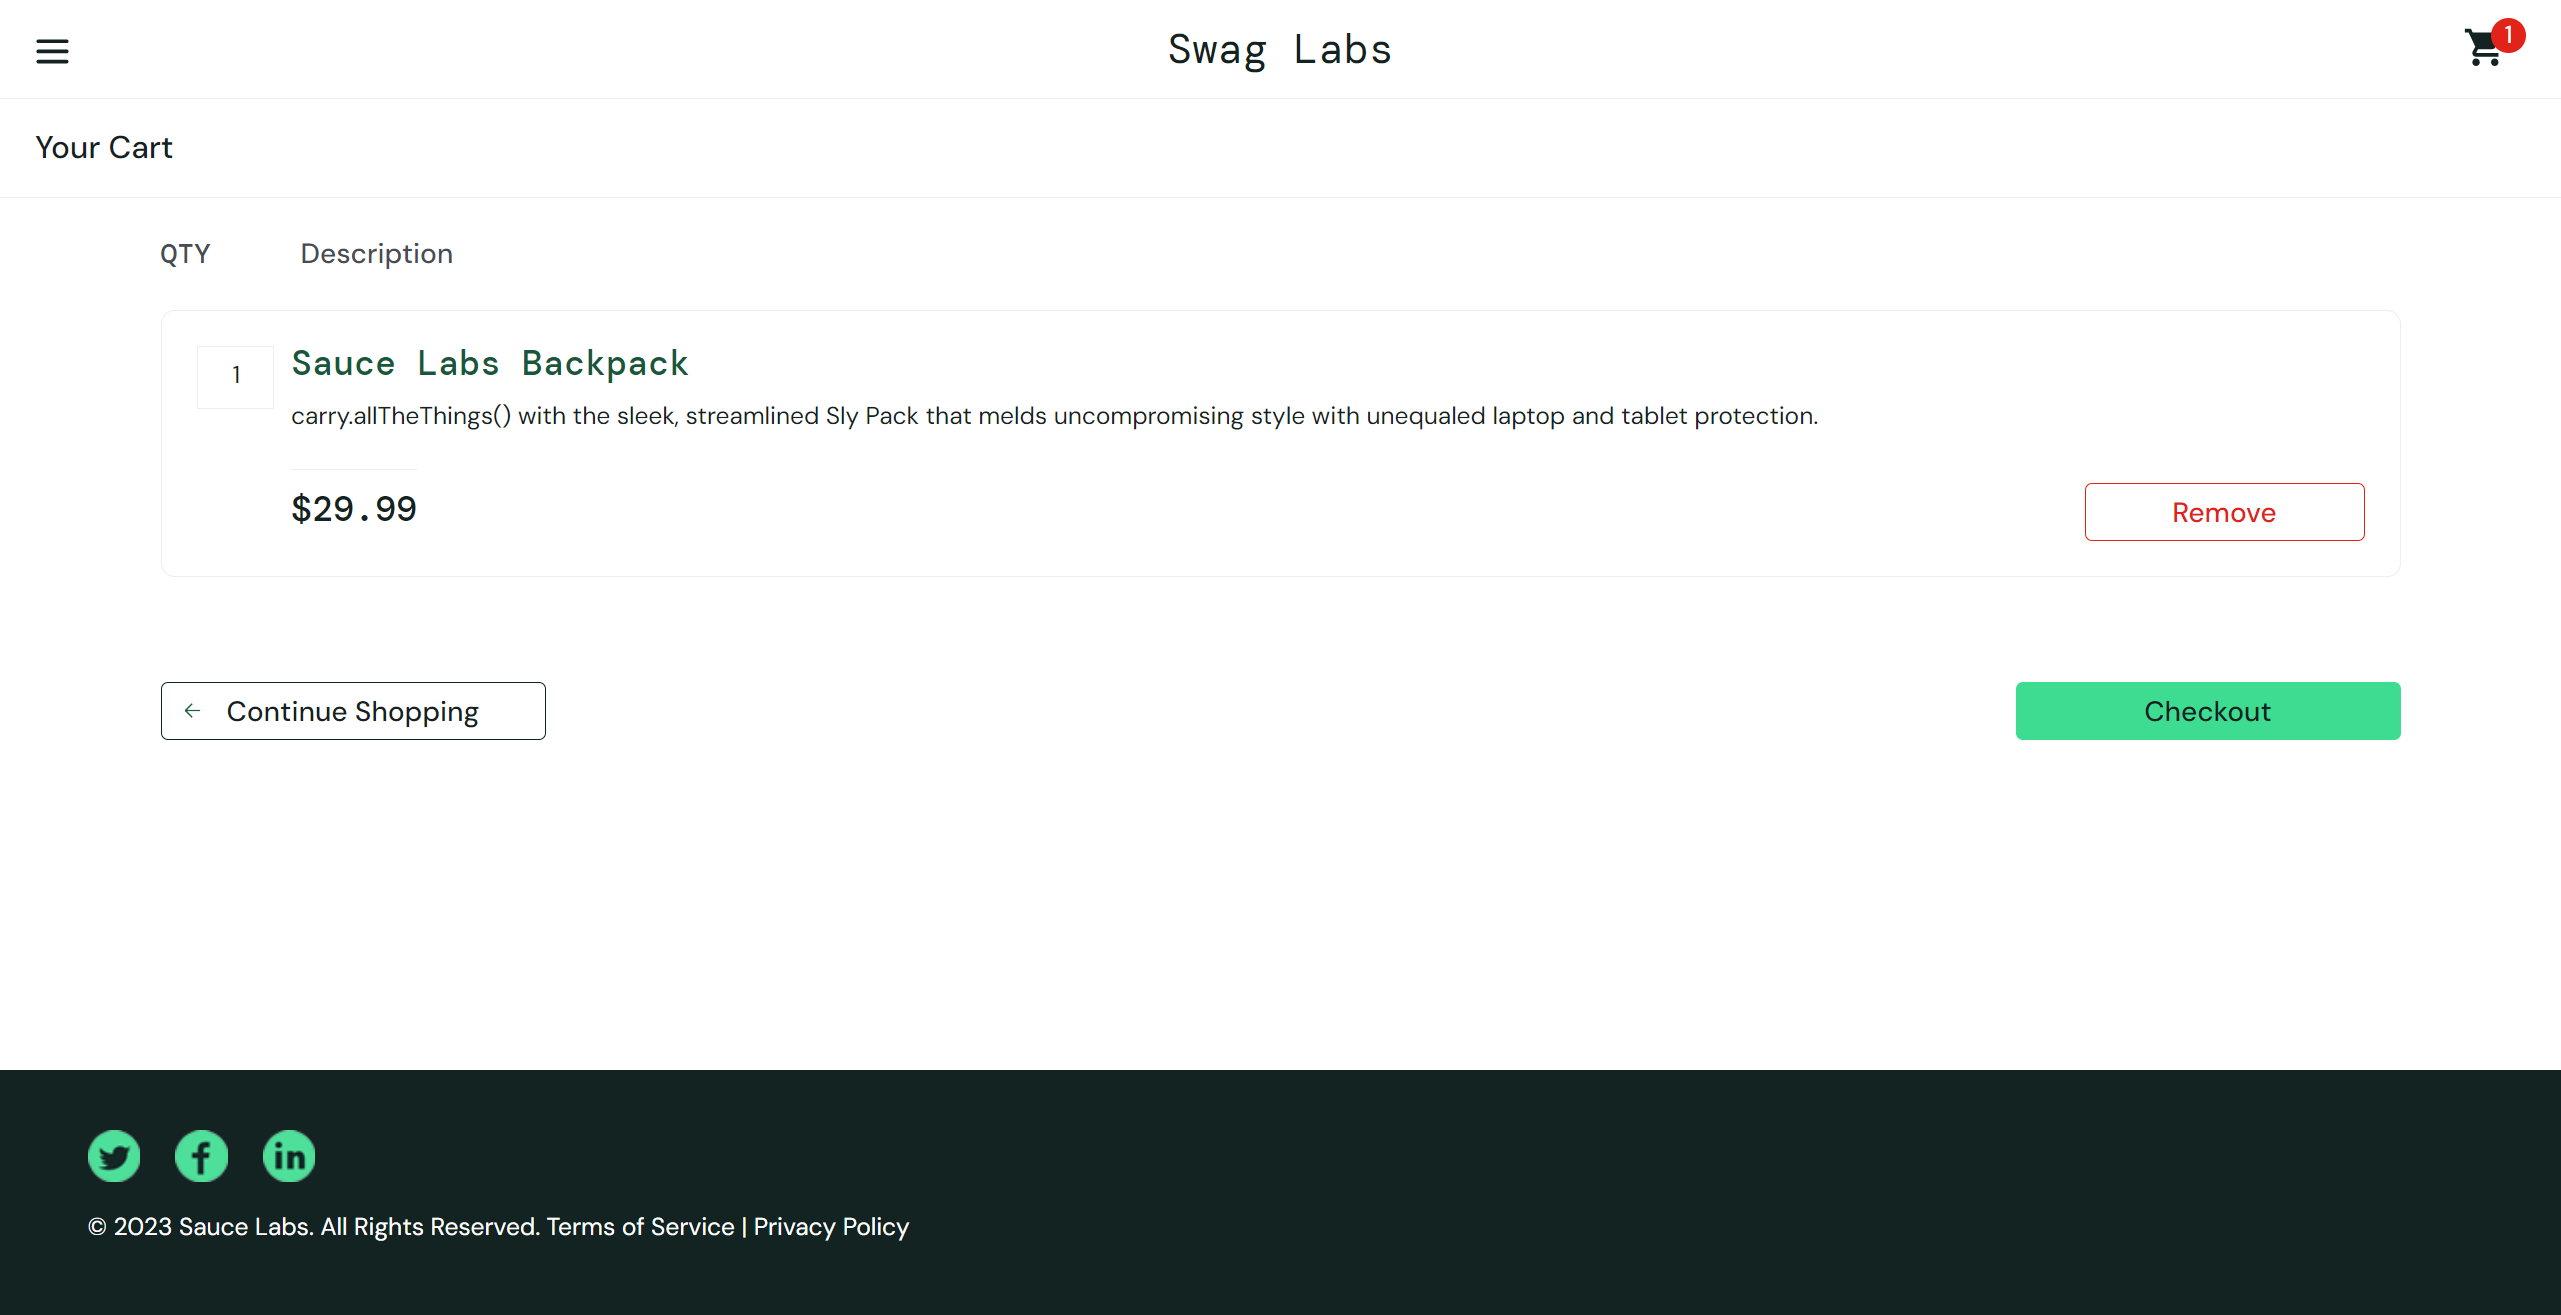 Swag Labs
1
Your Cart
QTY Description
1
Sauce Labs Backpack
carry.allTheThings() with the sleek, streamlined Sly Pack that melds uncompromising style with unequaled laptop and tablet protection.
$29.99
Remove
Continue Shopping
Checkout
© 2023 Sauce Labs. All Rights Reserved. Terms of Service | Privacy Policy